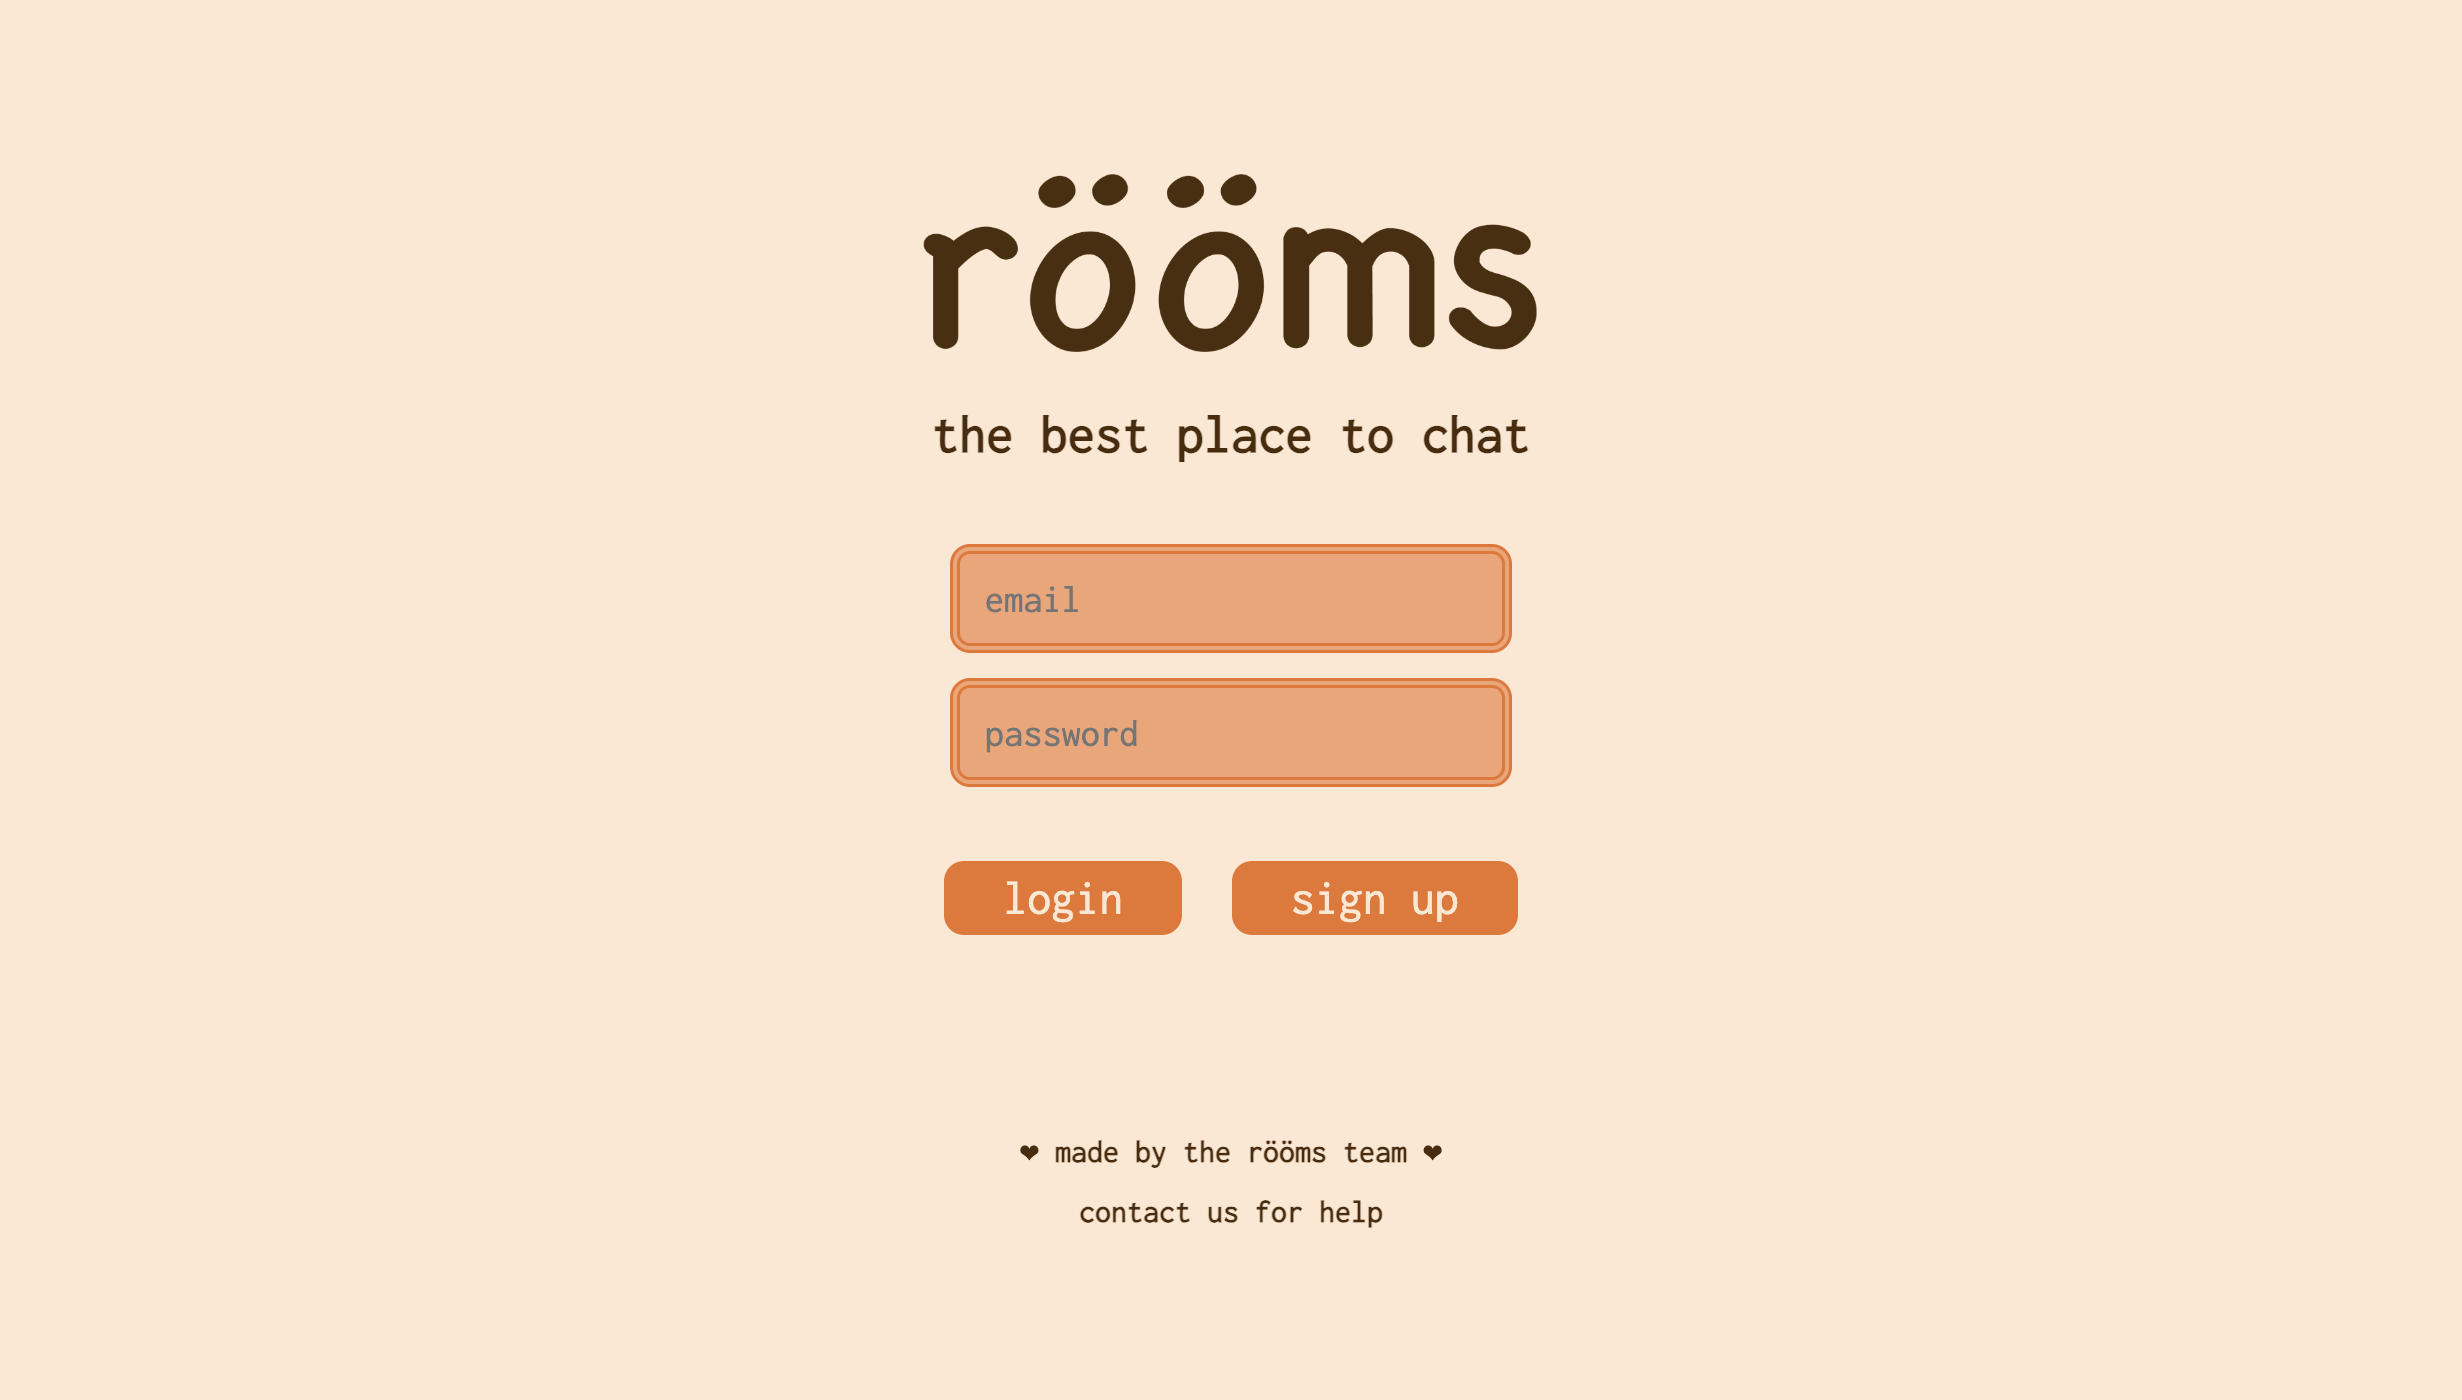 rööms
the best place to chat
email
password
login
sign up
❤ made by the rööms team ❤
contact us for help